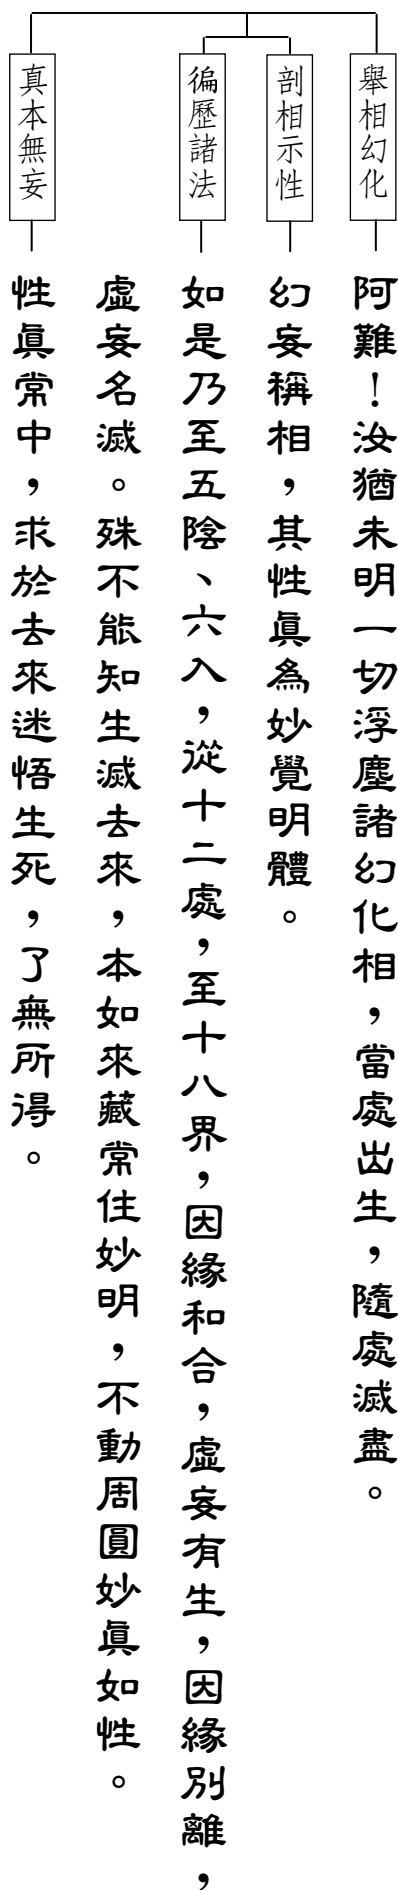 舉相幻化
阿難！汝猶未明一切浮塵諸幻化相，當處出生，隨處滅盡。
剖相示性
幻妄稱相，其性眞為妙覺明體。
徧歷諸法
如是乃至五陰、六入，從十二處，至十八界，因緣和合，虛妄有生，因緣別離，
虛妄名滅。殊不能知生滅去來，本如來藏常住妙明，不動周圓妙眞如性。
真本無妄
性眞常中，求於去來迷悟生死，了無所得。